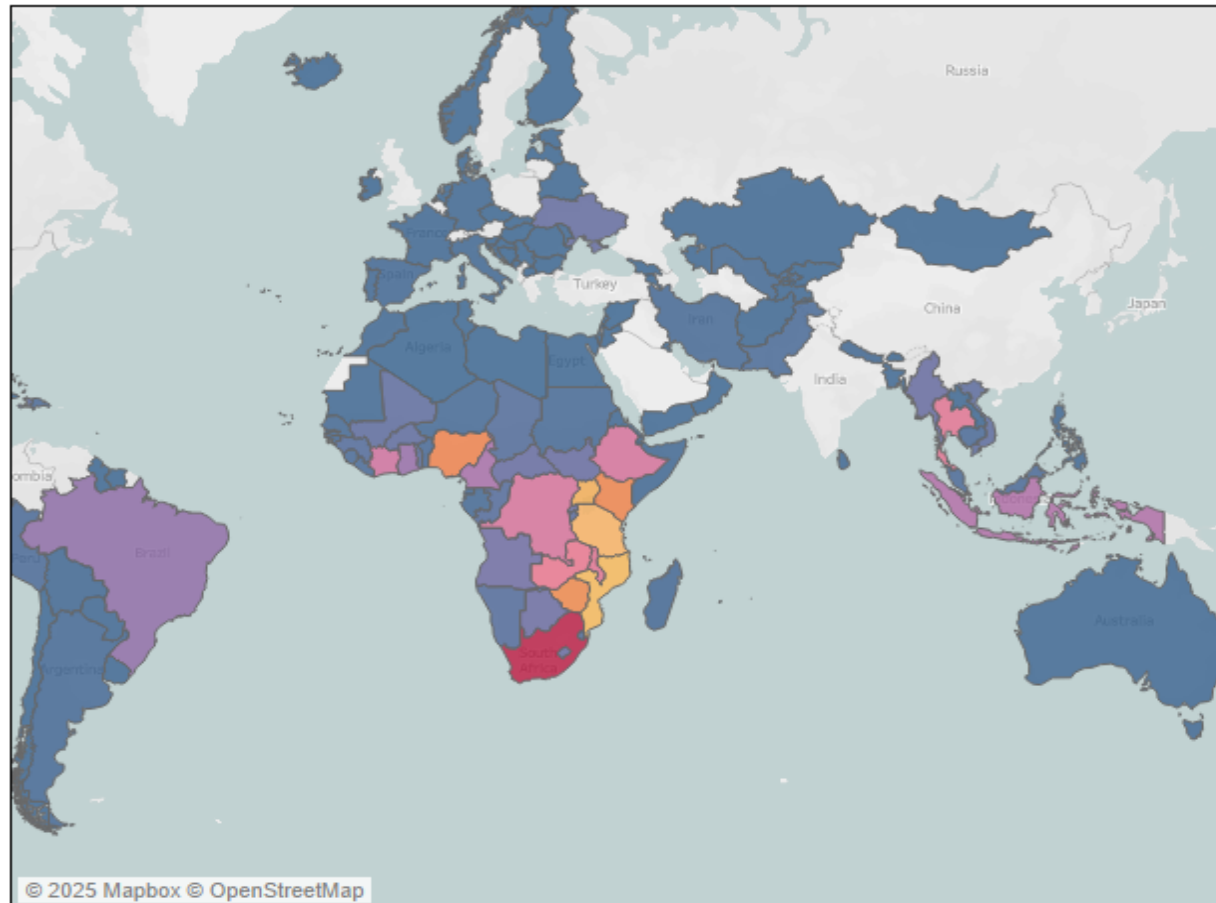 Russia
France
Spain
Turkey
China
Japan
Algeria
Egypt
Iran
India
ombia
Peru
Brazil
Argentina
South
Africa
Australia
© 2025 Mapbox © OpenStreetMap